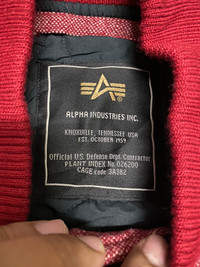 ALPHA INDUSTRIES INC.
KNOXVILLE, TENNESSEE USA
EST. OCTOBER 1959
Official U.S. Defense Dept. Contractor
PLANT INDEX No. 026200
CAGE CODE 3A382